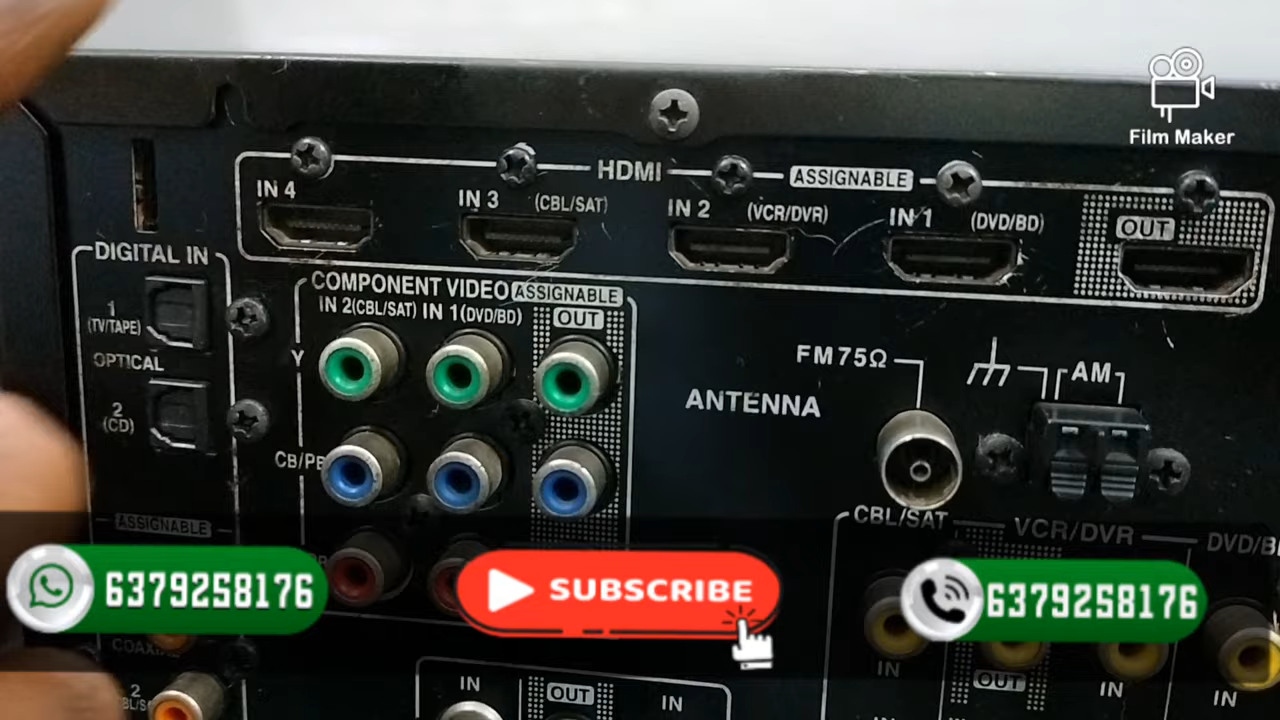 Film Maker
HDMI
ASSIGNABLE
IN 4
IN 3 (CBL/SAT)
IN 2 (VCR/DVR)
IN 1 (DVD/BD)
OUT
DIGITAL IN
1
(TV/TAPE)
OPTICAL
2
(CD)
ASSIGNABLE
COMPONENT VIDEO ASSIGNABLE
IN 2(CBL/SAT) IN 1(DVD/BD)
OUT
Y
FM 75Ω
AM
ANTENNA
CBL/SAT
VCR/DVR
6379258176
SUBSCRIBE
6379258176
COAXIAL
2
IN
OUT
IN
IN
OUT
IN
IN